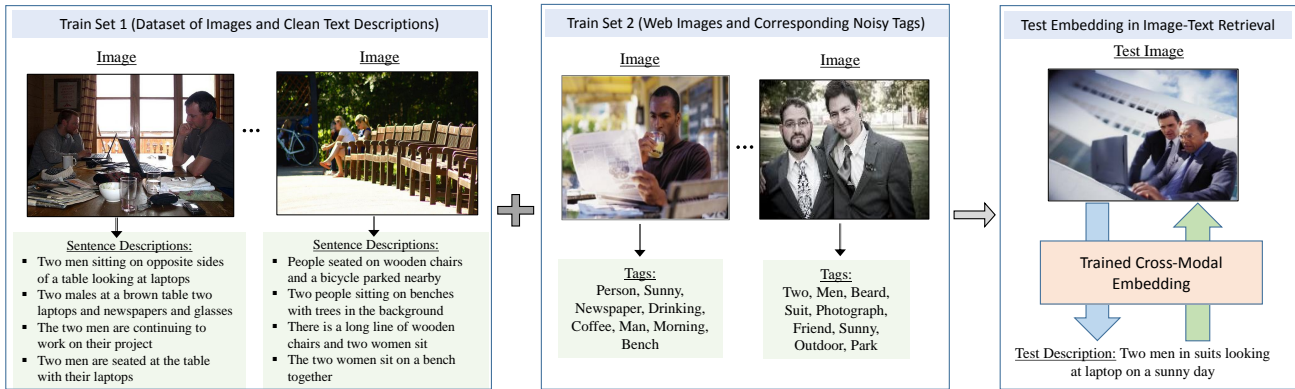 Train Set 1 (Dataset of Images and Clean Text Descriptions)
Image
Image
...
Sentence Descriptions:
▪ Two men sitting on opposite sides
of a table looking at laptops
▪ Two males at a brown table two
laptops and newspapers and glasses
▪ The two men are continuing to
work on their project
▪ Two men are seated at the table
with their laptops
Sentence Descriptions:
▪ People seated on wooden chairs
and a bicycle parked nearby
▪ Two people sitting on benches
with trees in the background
▪ There is a long line of wooden
chairs and two women sit
▪ The two women sit on a bench
together
Train Set 2 (Web Images and Corresponding Noisy Tags)
Image
Image
...
Tags:
Person, Sunny,
Newspaper, Drinking,
Coffee, Man, Morning,
Bench
Tags:
Two, Men, Beard,
Suit, Photograph,
Friend, Sunny,
Outdoor, Park
Test Embedding in Image-Text Retrieval
Test Image
Trained Cross-Modal
Embedding
Test Description: Two men in suits looking
at laptop on a sunny day